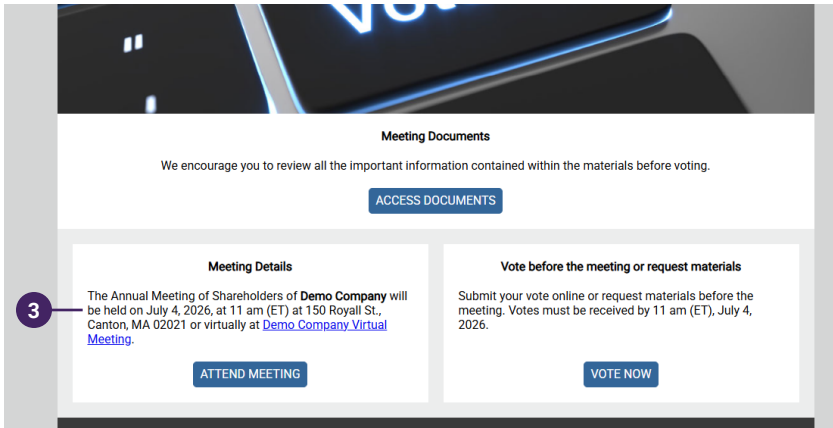 Vote
"
Meeting Documents
We encourage you to review all the important information contained within the materials before voting.
ACCESS DOCUMENTS
Meeting Details
The Annual Meeting of Shareholders of Demo Company will
be held on July 4, 2026, at 11 am (ET) at 150 Royall St.,
Canton, MA 02021 or virtually at Demo Company Virtual
Meeting.
ATTEND MEETING
3
Vote before the meeting or request materials
Submit your vote online or request materials before the
meeting. Votes must be received by 11 am (ET), July 4,
2026.
VOTE NOW